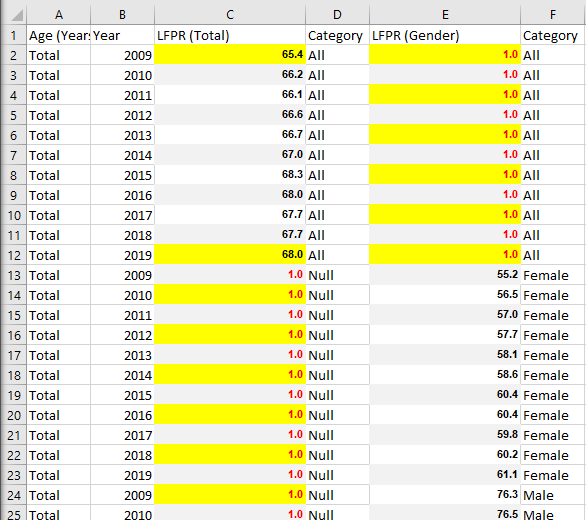 A B C D E F
1 Age (Year: Year LFPR (Total) Category LFPR (Gender) Category
2 Total 2009 65.4 All 1.0 All
3 Total 2010 66.2 All 1.0 All
4 Total 2011 66.1 All 1.0 All
5 Total 2012 66.6 All 1.0 All
6 Total 2013 66.7 All 1.0 All
7 Total 2014 67.0 All 1.0 All
8 Total 2015 68.3 All 1.0 All
9 Total 2016 68.0 All 1.0 All
10 Total 2017 67.7 All 1.0 All
11 Total 2018 67.7 All 1.0 All
12 Total 2019 68.0 All 1.0 All
13 Total 2009 1.0 Null 55.2 Female
14 Total 2010 1.0 Null 56.5 Female
15 Total 2011 1.0 Null 57.0 Female
16 Total 2012 1.0 Null 57.7 Female
17 Total 2013 1.0 Null 58.1 Female
18 Total 2014 1.0 Null 58.6 Female
19 Total 2015 1.0 Null 60.4 Female
20 Total 2016 1.0 Null 60.4 Female
21 Total 2017 1.0 Null 59.8 Female
22 Total 2018 1.0 Null 60.2 Female
23 Total 2019 1.0 Null 61.1 Female
24 Total 2009 1.0 Null 76.3 Male
25 Total 2010 1.0 Null 76.5 Male